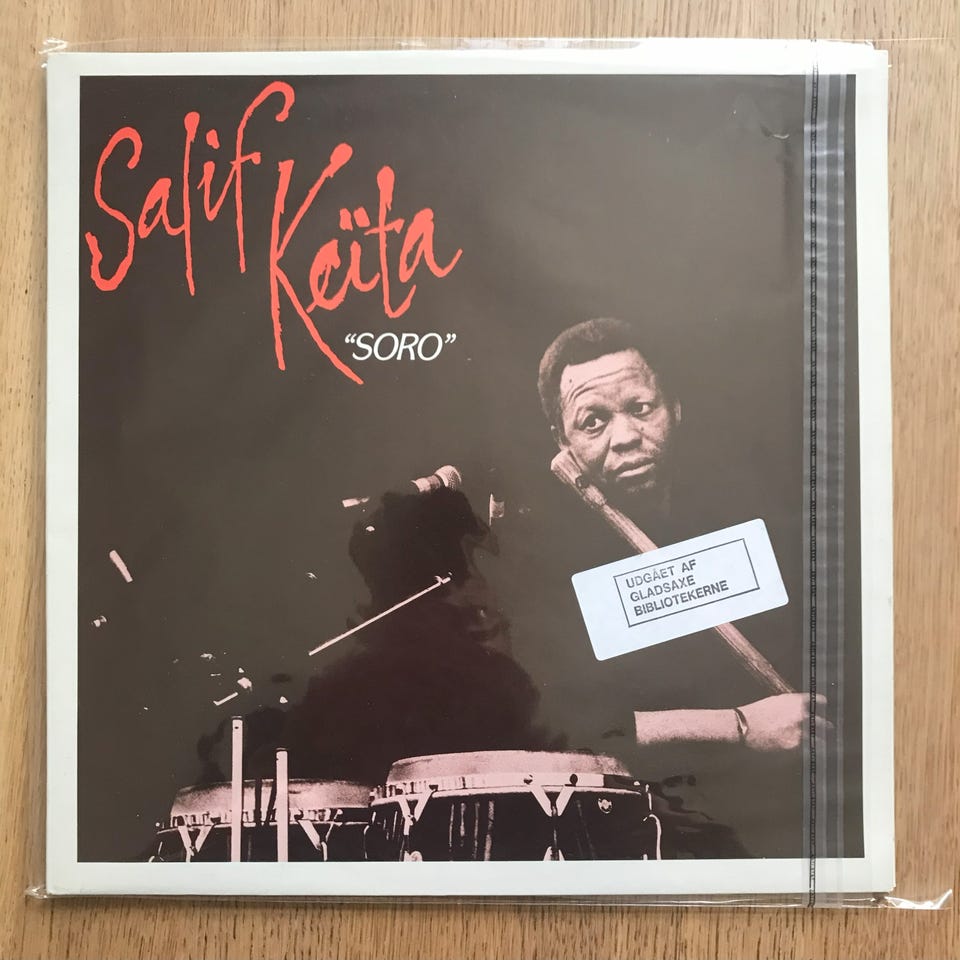 Salif
Keïta
“SORO”
UDGÅET AF
GLADSAXE
BIBLIOTEKERNE